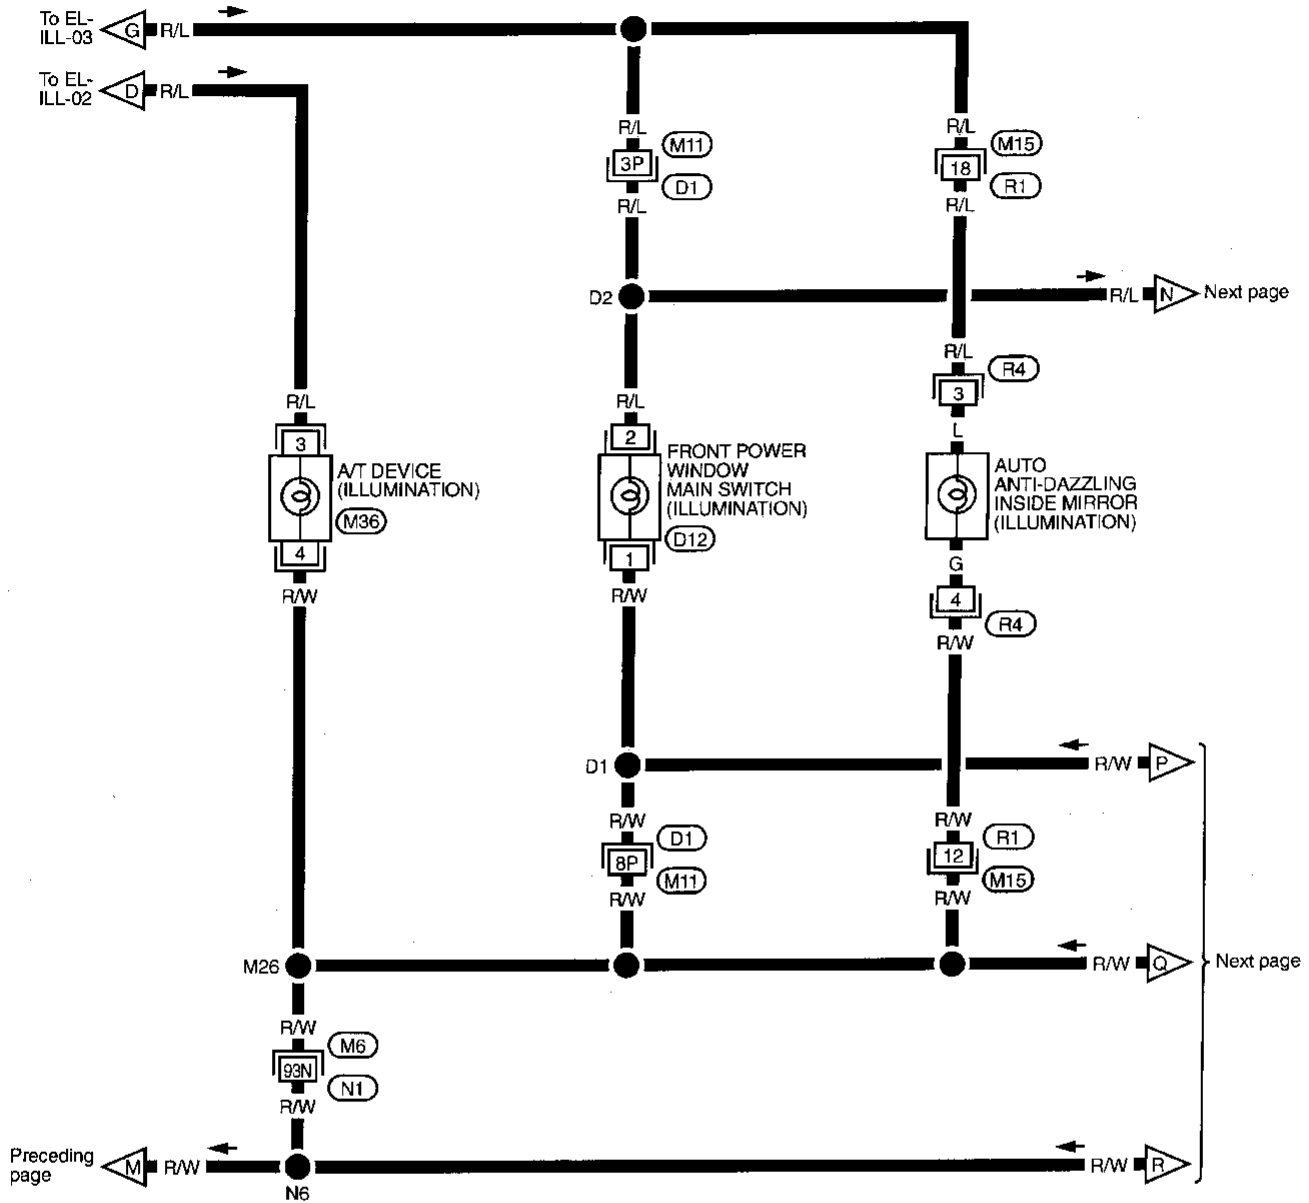 To EL-
ILL-03
G
R/L
To EL-
ILL-02
D
R/L
R/L
3P
M11
D1
R/L
R/L
18
M15
R1
R/L
D2
R/L
N
Next page
R/L
3
A/T DEVICE
(ILLUMINATION)
M36
4
R/W
R/L
2
FRONT POWER
WINDOW
MAIN SWITCH
(ILLUMINATION)
D12
1
R/W
R/L
R4
3
L
AUTO
ANTI-DAZZLING
INSIDE MIRROR
(ILLUMINATION)
G
4
R4
R/W
D1
R/W
P
R/W
D1
8P
M11
R/W
R/W
R1
12
M15
R/W
M26
R/W
Q
Next page
R/W
M6
93N
N1
R/W
Preceding
page
M
R/W
N6
R/W
R